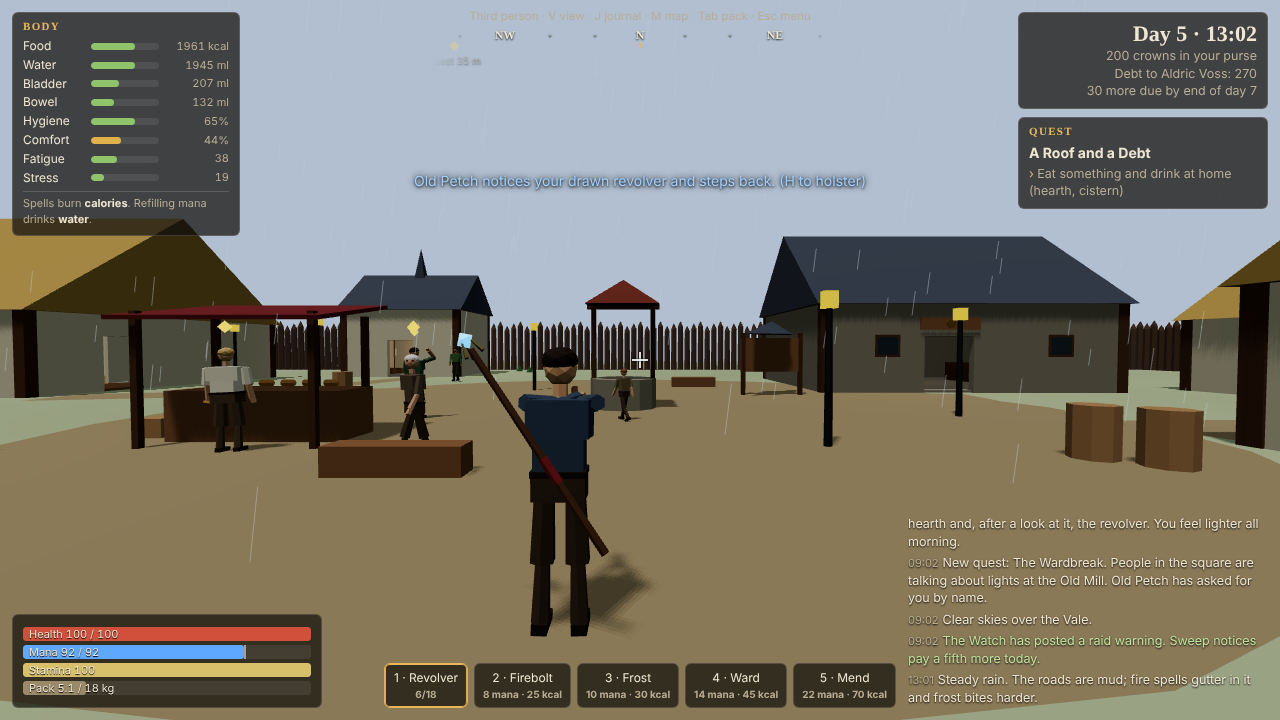 BODY
Food 1961 kcal
Water 1945 ml
Bladder 207 ml
Bowel 132 ml
Hygiene 65%
Comfort 44%
Fatigue 38
Stress 19
Spells burn calories. Refilling mana
drinks water.
Third person · V view · J journal · M map · Tab pack · Esc menu
NW N NE
35 m
Day 5 · 13:02
200 crowns in your purse
Debt to Aldric Voss: 270
30 more due by end of day 7
QUEST
A Roof and a Debt
› Eat something and drink at home
(hearth, cistern)
Old Petch notices your drawn revolver and steps back. (H to holster)
hearth and, after a look at it, the revolver. You feel lighter all
morning.
09:02 New quest: The Wardbreak. People in the square are
talking about lights at the Old Mill. Old Petch has asked for
you by name.
09:02 Clear skies over the Vale.
09:02 The Watch has posted a raid warning. Sweep notices
pay a fifth more today.
13:01 Steady rain. The roads are mud; fire spells gutter in it
and frost bites harder.
Health 100 / 100
Mana 92 / 92
Stamina 100
Pack 5.1 / 18 kg
1 · Revolver
6/18
2 · Firebolt
8 mana · 25 kcal
3 · Frost
10 mana · 30 kcal
4 · Ward
14 mana · 45 kcal
5 · Mend
22 mana · 70 kcal